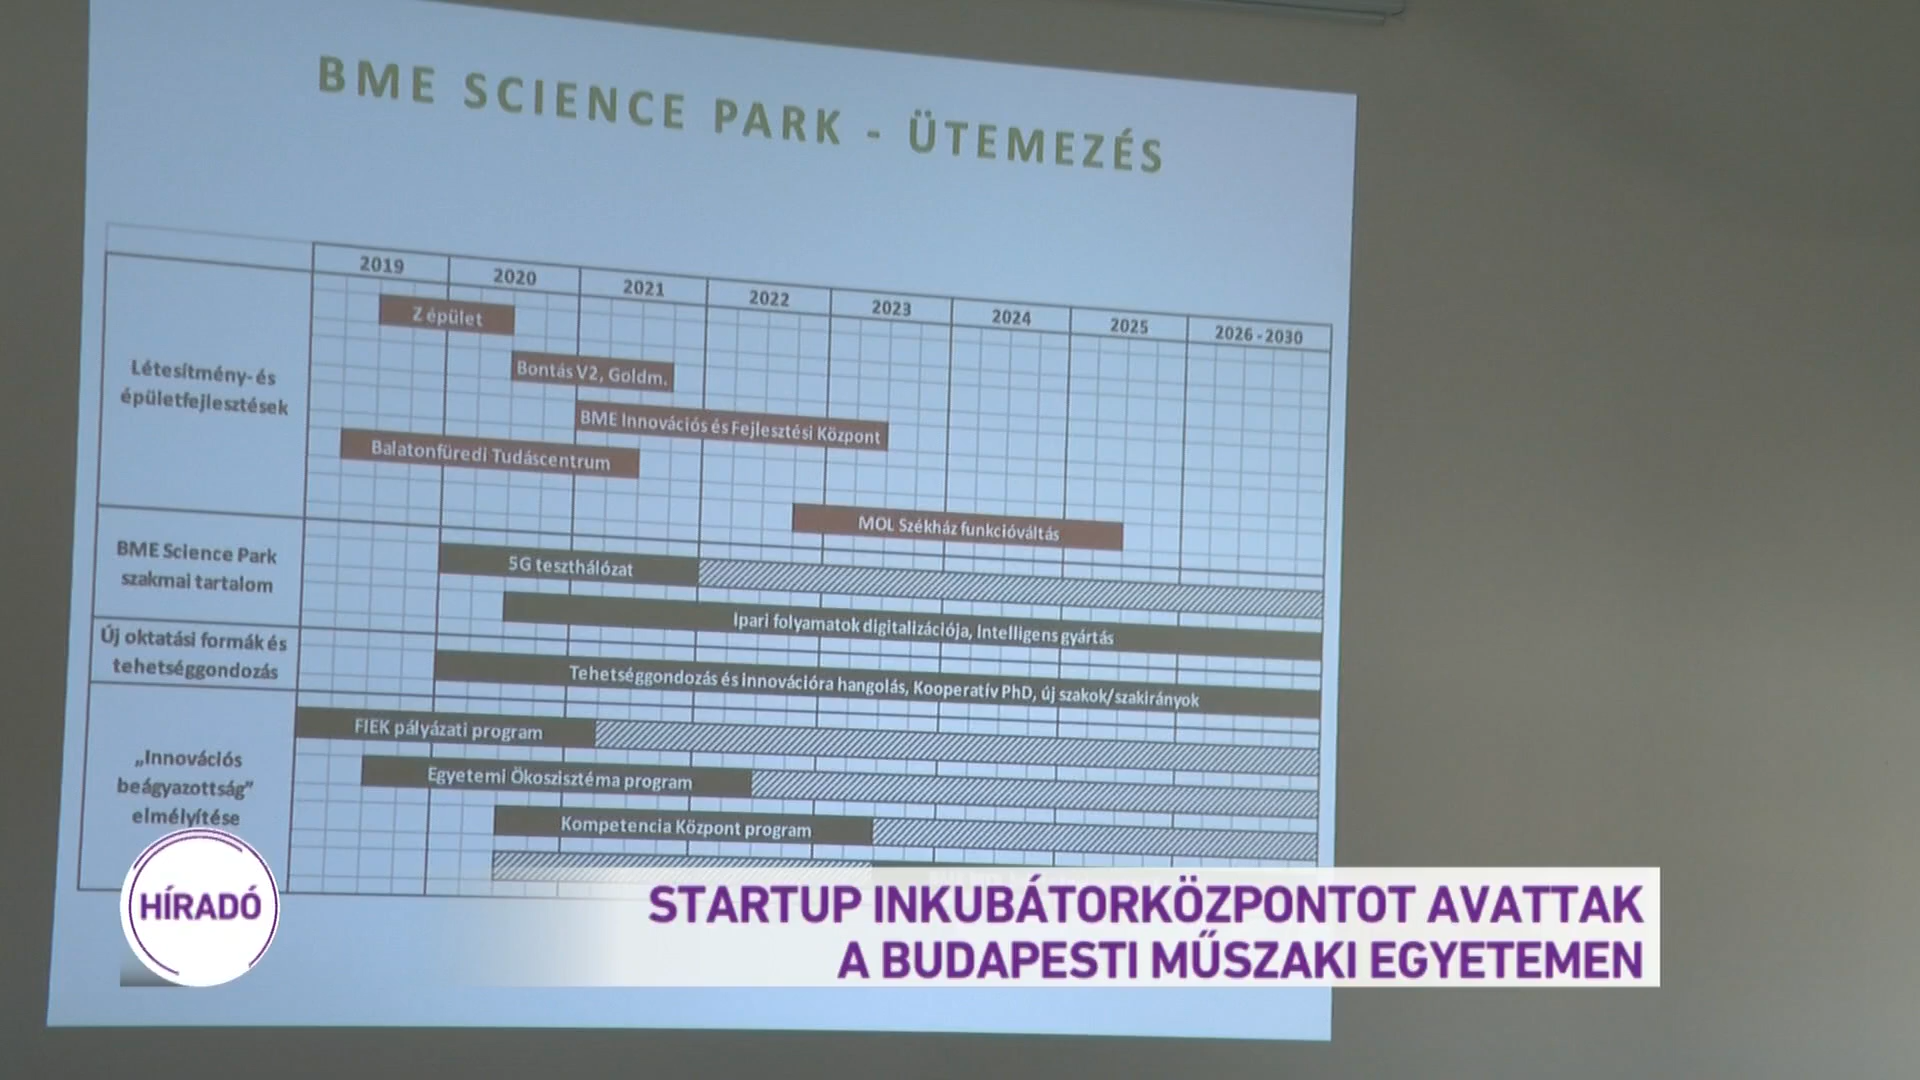 BME SCIENCE PARK - ÜTEMEZÉS
2019 2020 2021 2022 2023 2024 2025 2026 - 2030
Létesítmény- és
épületfejlesztések
Z épület
Bontás V2, Goldm.
BME Innovációs és Fejlesztési Központ
Balatonfüredi Tudáscentrum
MOL Székház funkcióváltás
BME Science Park
szakmai tartalom
5G teszthálózat
Ipari folyamatok digitalizációja, Intelligens gyártás
Új oktatási formák és
tehetséggondozás
Tehetséggondozás és innovációra hangolás, Kooperatív PhD, új szakok/szakirányok
„Innovációs
beágyazottság”
elmélyítése
FIEK pályázati program
Egyetemi Ökoszisztéma program
Kompetencia Központ program
HÍRADÓ
STARTUP INKUBÁTORKÖZPONTOT AVATTAK
A BUDAPESTI MŰSZAKI EGYETEMEN